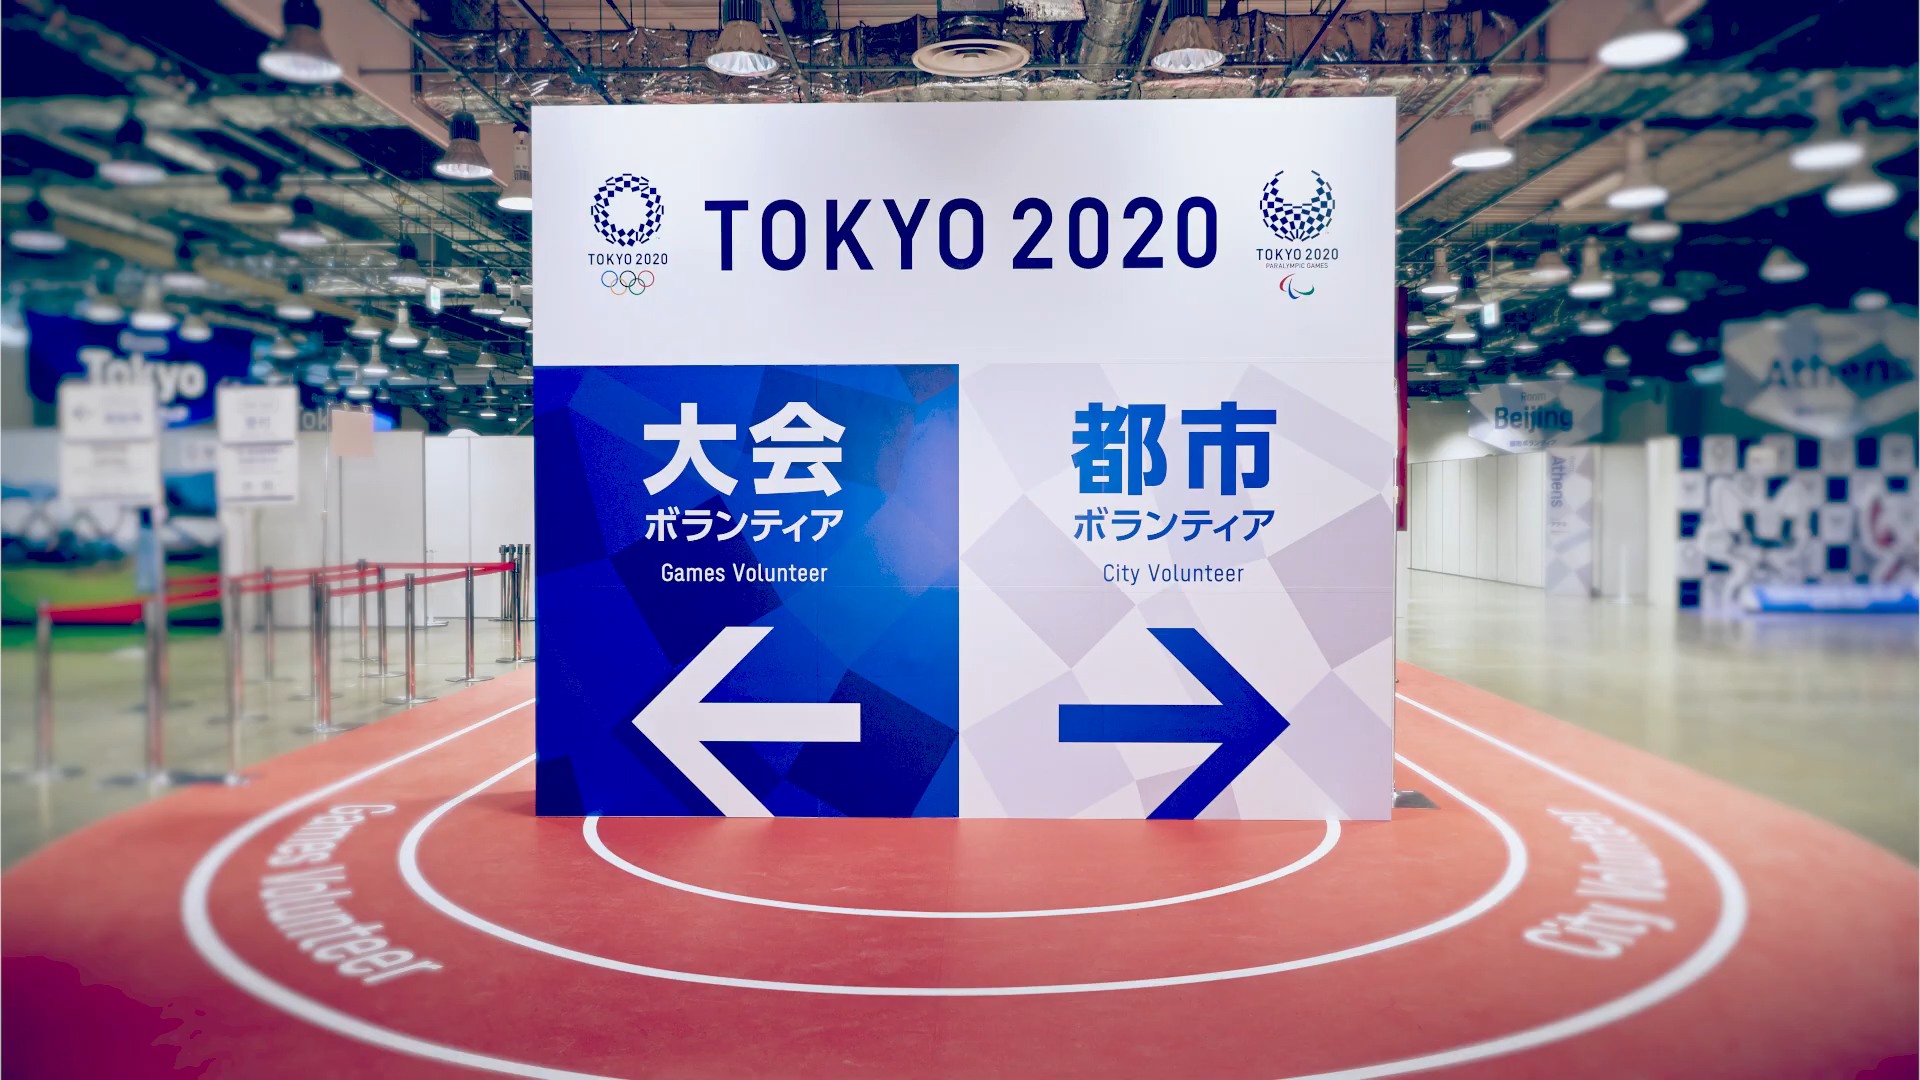 TOKYO 2020
TOKYO 2020
TOKYO 2020
PARALYMPIC GAMES
大会
ボランティア
Games Volunteer
都市
ボランティア
City Volunteer
Tokyo
Room
Beijing
Athens
Athens
Games Volunteer
City Volunteer